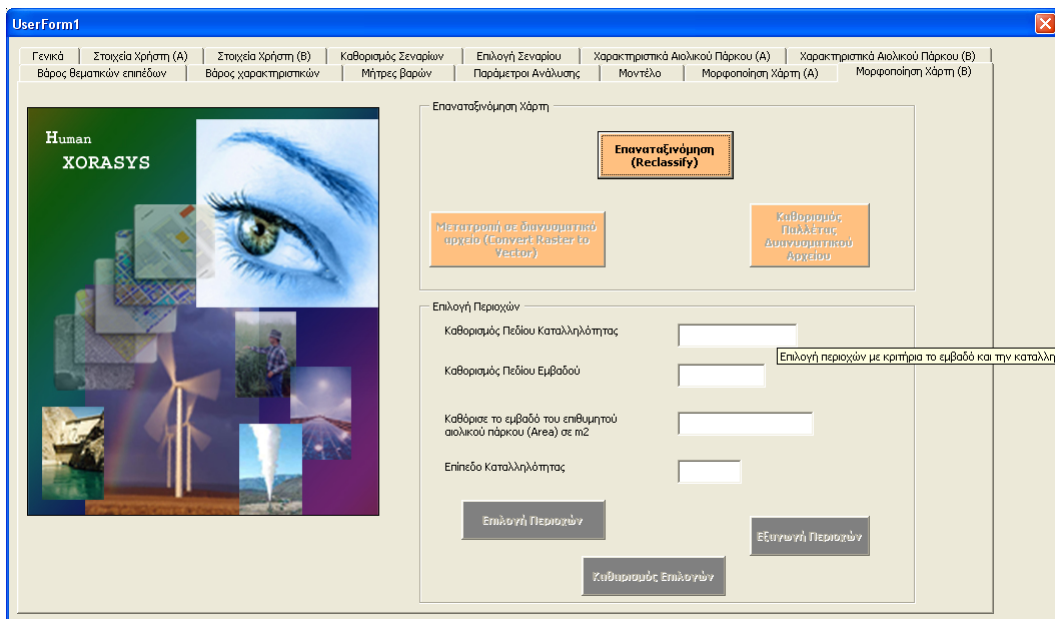 UserForm1
Γενικά Στοιχεία Χρήστη (Α) Στοιχεία Χρήστη (Β) Καθορισμός Σεναρίων Επιλογή Σεναρίου Χαρακτηριστικά Αιολικού Πάρκου (Α) Χαρακτηριστικά Αιολικού Πάρκου (Β)
Βάρος θεματικών επιπέδων Βάρος χαρακτηριστικών Μήτρες βαρών Παράμετροι Ανάλυσης Μοντέλο Μορφοποίηση Χάρτη (Α) Μορφοποίηση Χάρτη (Β)
Human
XORASYS
Επαναταξινόμηση Χάρτη
Επαναταξινόμηση
(Reclassify)
Μετατροπή σε διανυσματικό
αρχείο (Convert Raster to
Vector)
Καθορισμός
Παλλέτας
Δυανυσματικού
Αρχείου
Επιλογή Περιοχών
Καθορισμός Πεδίου Καταλληλότητας
Επιλογή περιοχών με κριτήρια το εμβαδό και την καταλλη
Καθορισμός Πεδίου Εμβαδού
Καθόρισε το εμβαδό του επιθυμητού
αιολικού πάρκου (Area) σε m2
Επίπεδο Καταλληλότητας
Επιλογή Περιοχών
Εξαγωγή Περιοχών
Καθαρισμός Επιλογών